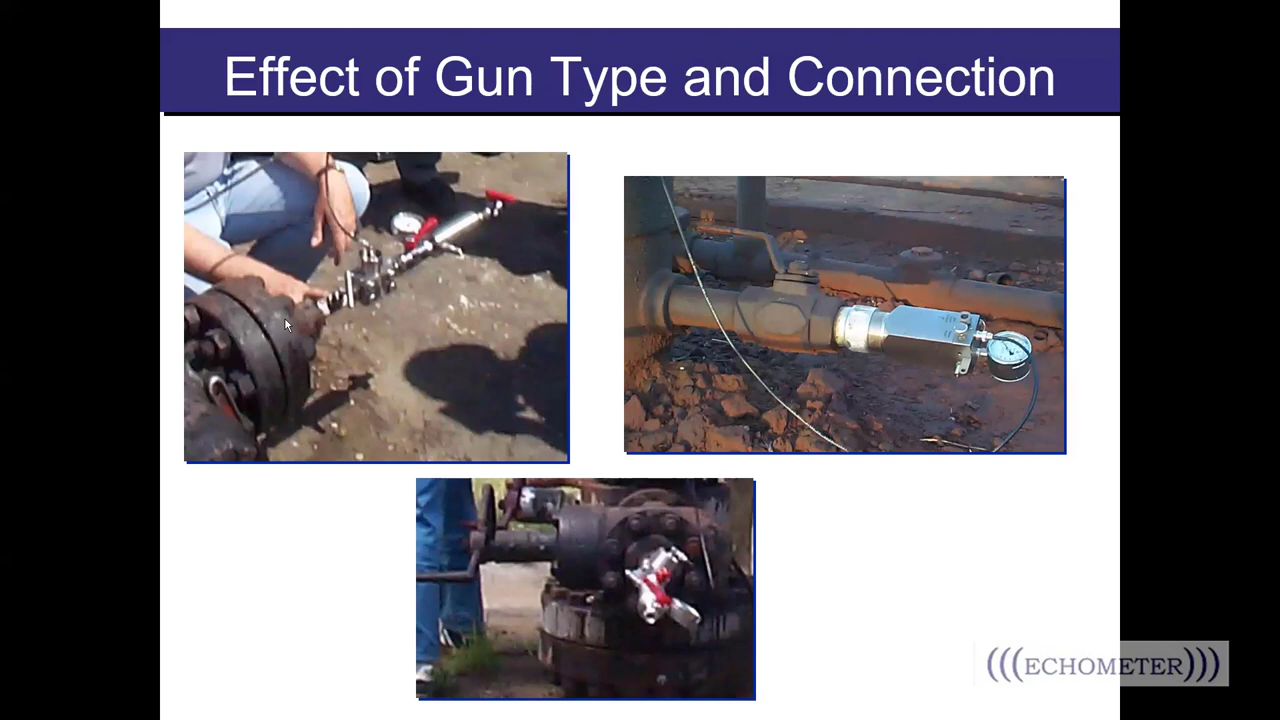 Effect of Gun Type and Connection
(((ECHOMETER)))